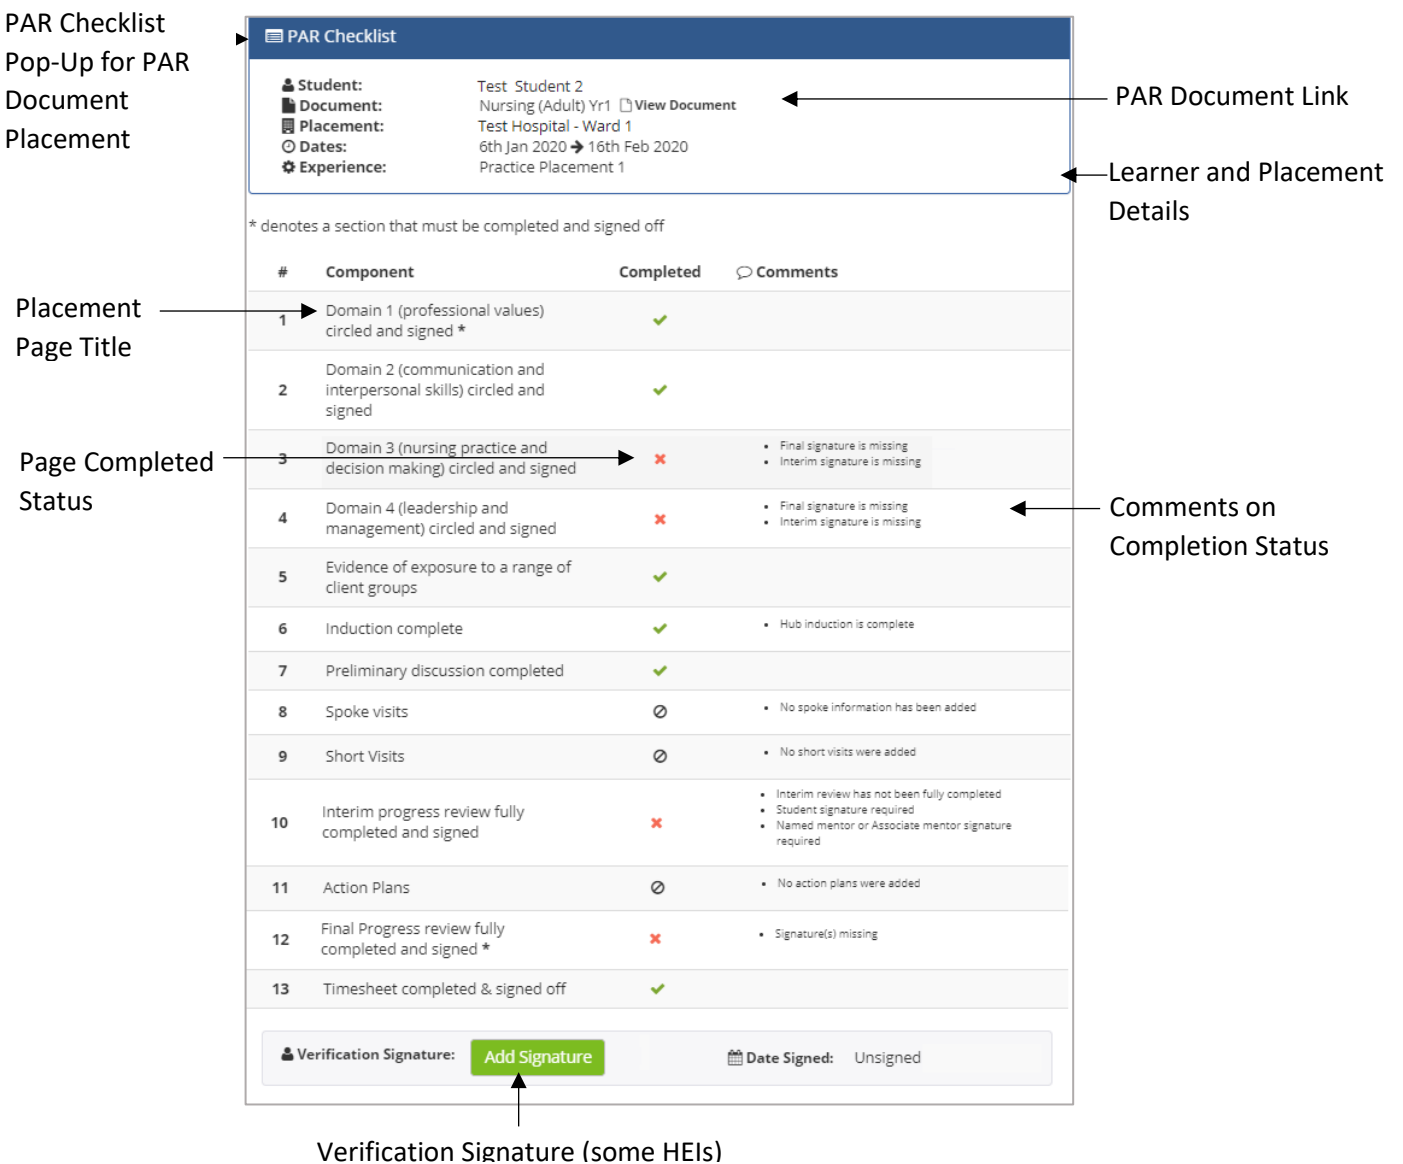 PAR Checklist
Pop-Up for PAR
Document
Placement
PAR Checklist
Student: Test Student 2
Document: Nursing (Adult) Yr1 View Document
Placement: Test Hospital - Ward 1
Dates: 6th Jan 2020 → 16th Feb 2020
Experience: Practice Placement 1
PAR Document Link
Learner and Placement
Details
* denotes a section that must be completed and signed off
# Component Completed Comments
Placement
Page Title
1 Domain 1 (professional values)
circled and signed *
2 Domain 2 (communication and
interpersonal skills) circled and
signed
Page Completed
Status
3 Domain 3 (nursing practice and
decision making) circled and signed
• Final signature is missing
• Interim signature is missing
4 Domain 4 (leadership and
management) circled and signed
• Final signature is missing
• Interim signature is missing
Comments on
Completion Status
5 Evidence of exposure to a range of
client groups
6 Induction complete • Hub induction is complete
7 Preliminary discussion completed
8 Spoke visits • No spoke information has been added
9 Short Visits • No short visits were added
10 Interim progress review fully
completed and signed
• Interim review has not been fully completed
• Student signature required
• Named mentor or Associate mentor signature
required
11 Action Plans • No action plans were added
12 Final Progress review fully
completed and signed *
• Signature(s) missing
13 Timesheet completed & signed off
Verification Signature: Add Signature Date Signed: Unsigned
Verification Signature (some HEIs)